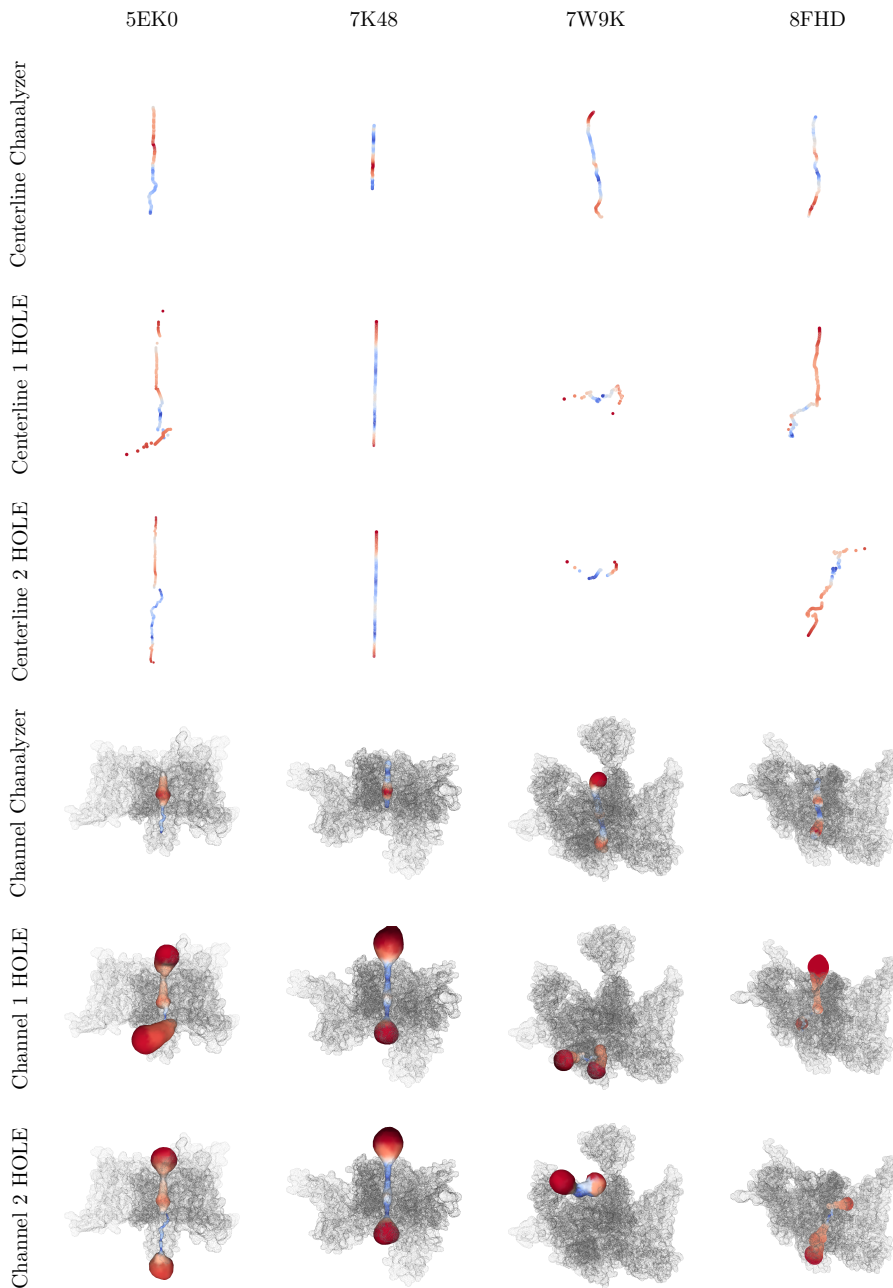 5EK0 7K48 7W9K 8FHD
Centerline Chanalyzer
Centerline 1 HOLE
Centerline 2 HOLE
Channel Chanalyzer
Channel 1 HOLE
Channel 2 HOLE